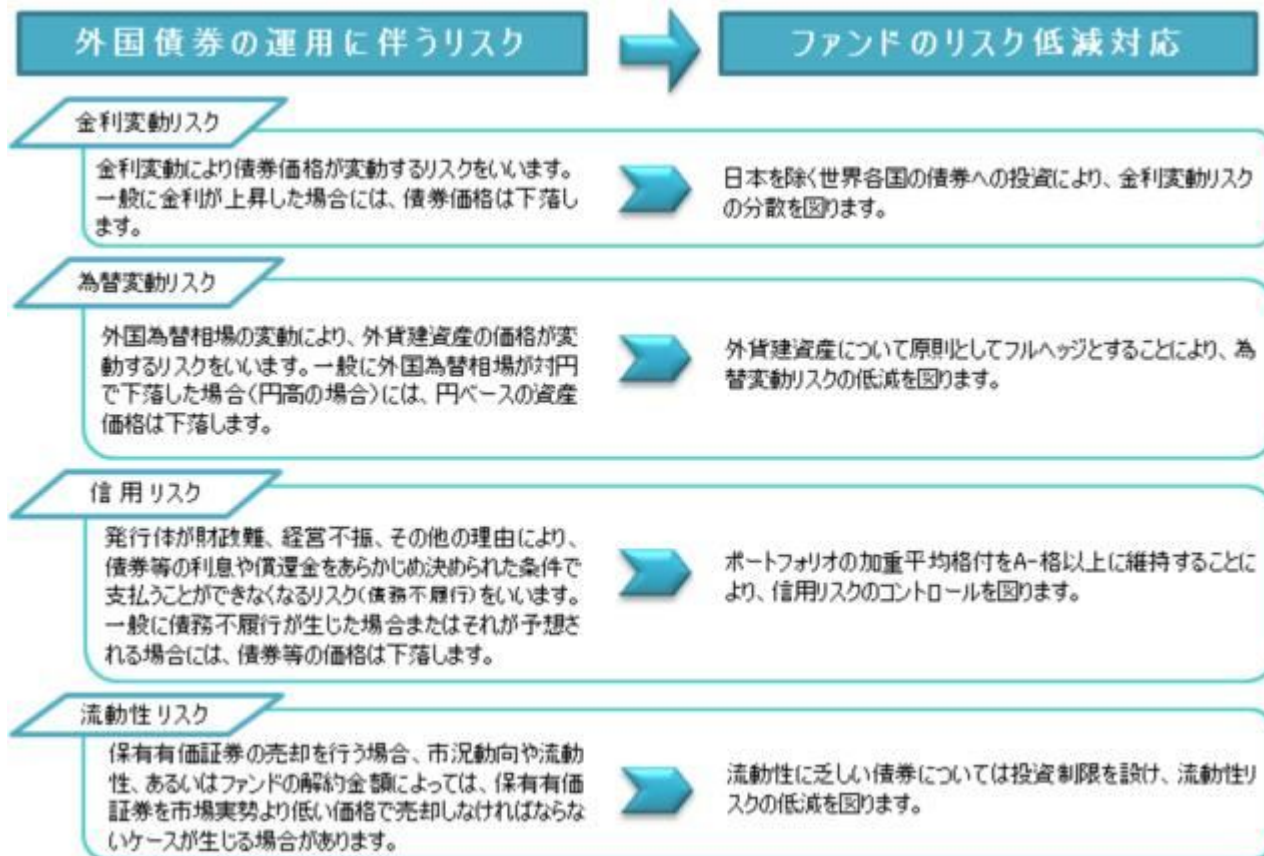 外国債券の運用に伴うリスク
ファンドのリスク低減対応
金利変動リスク
金利変動により債券価格が変動するリスクをいいます。
一般に金利が上昇した場合には、債券価格は下落し
ます。
日本を除く世界各国の債券への投資により、金利変動リスク
の分散を図ります。
為替変動リスク
外国為替相場の変動により、外貨建資産の価格が変
動するリスクをいいます。一般に外国為替相場が対円
で下落した場合(円高の場合)には、円ベースの資産
価格は下落します。
外貨建資産について原則としてフルヘッジとすることにより、為
替変動リスクの低減を図ります。
信用リスク
発行体が財政難、経営不振、その他の理由により、
債券等の利息や償還金をあらかじめ決められた条件で
支払うことができなくなるリスク(債務不履行)をいいます。
一般に債務不履行が生じた場合またはそれが予想さ
れる場合には、債券等の価格は下落します。
ポートフォリオの加重平均格付をA-格以上に維持することに
より、信用リスクのコントロールを図ります。
流動性リスク
保有有価証券の売却を行う場合、市況動向や流動
性、あるいはファンドの解約金額によっては、保有有価
証券を市場実勢より低い価格で売却しなければならな
いケースが生じる場合があります。
流動性に乏しい債券については投資制限を設け、流動性リ
スクの低減を図ります。